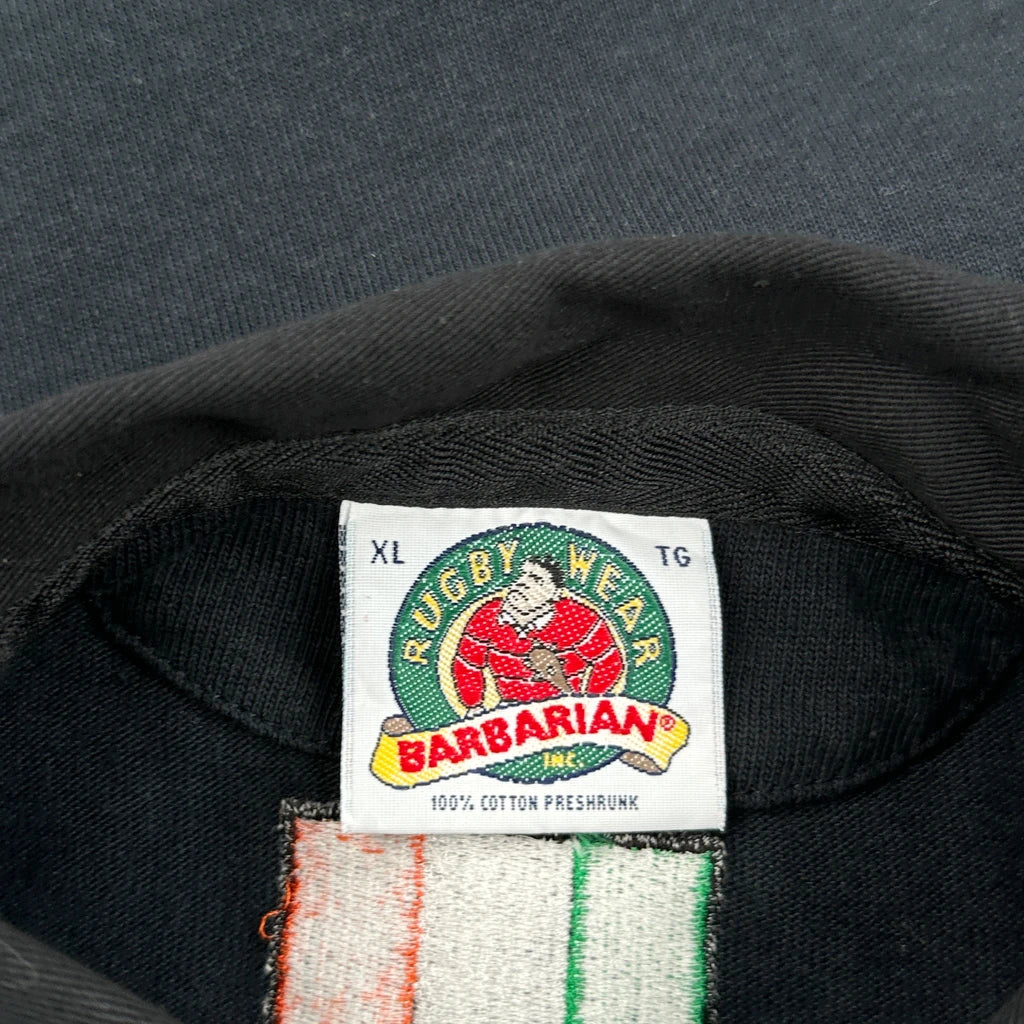 XL TG
RUGBY WEAR
BARBARIAN®
INC.
100% COTTON PRESHRUNK